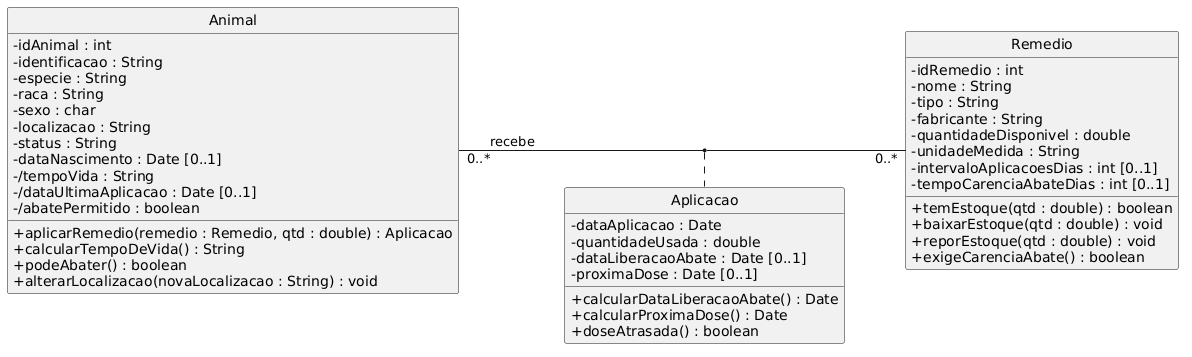 Animal
-idAnimal : int
-identificacao : String
-especie : String
-raca : String
-sexo : char
-localizacao : String
-status : String
-dataNascimento : Date [0..1]
-/tempoVida : String
-/dataUltimaAplicacao : Date [0..1]
-/abatePermitido : boolean
+aplicarRemedio(remedio : Remedio, qtd : double) : Aplicacao
+calcularTempoDeVida() : String
+podeAbater() : boolean
+alterarLocalizacao(novaLocalizacao : String) : void
recebe
0..*
0..*
Aplicacao
-dataAplicacao : Date
-quantidadeUsada : double
-dataLiberacaoAbate : Date [0..1]
-proximaDose : Date [0..1]
+calcularDataLiberacaoAbate() : Date
+calcularProximaDose() : Date
+doseAtrasada() : boolean
Remedio
-idRemedio : int
-nome : String
-tipo : String
-fabricante : String
-quantidadeDisponivel : double
-unidadeMedida : String
-intervaloAplicacoesDias : int [0..1]
-tempoCarenciaAbateDias : int [0..1]
+temEstoque(qtd : double) : boolean
+baixarEstoque(qtd : double) : void
+reporEstoque(qtd : double) : void
+exigeCarenciaAbate() : boolean